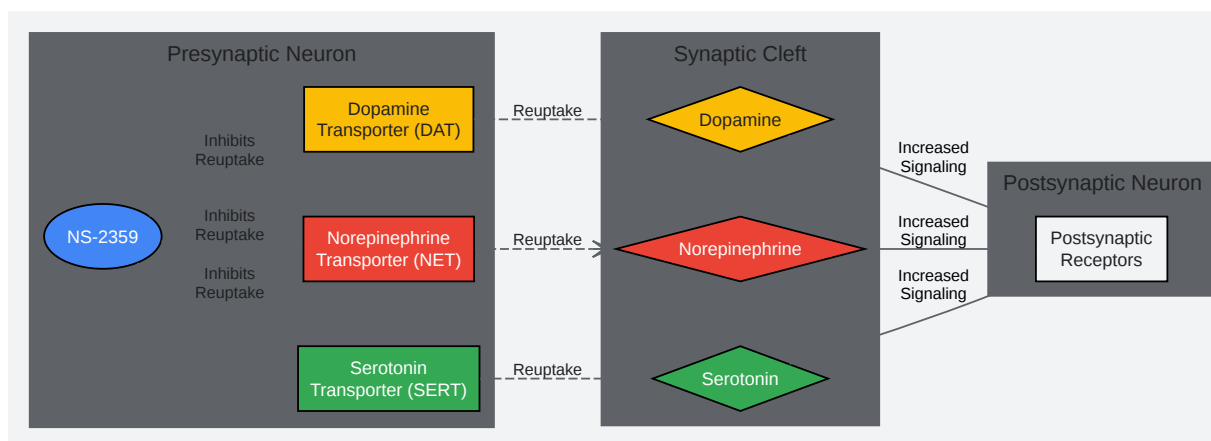 Presynaptic Neuron
NS-2359
Inhibits
Reuptake
Inhibits
Reuptake
Inhibits
Reuptake
Dopamine
Transporter (DAT)
Norepinephrine
Transporter (NET)
Serotonin
Transporter (SERT)
Reuptake
Reuptake
Reuptake
Synaptic Cleft
Dopamine
Norepinephrine
Serotonin
Increased
Signaling
Increased
Signaling
Increased
Signaling
Postsynaptic Neuron
Postsynaptic
Receptors